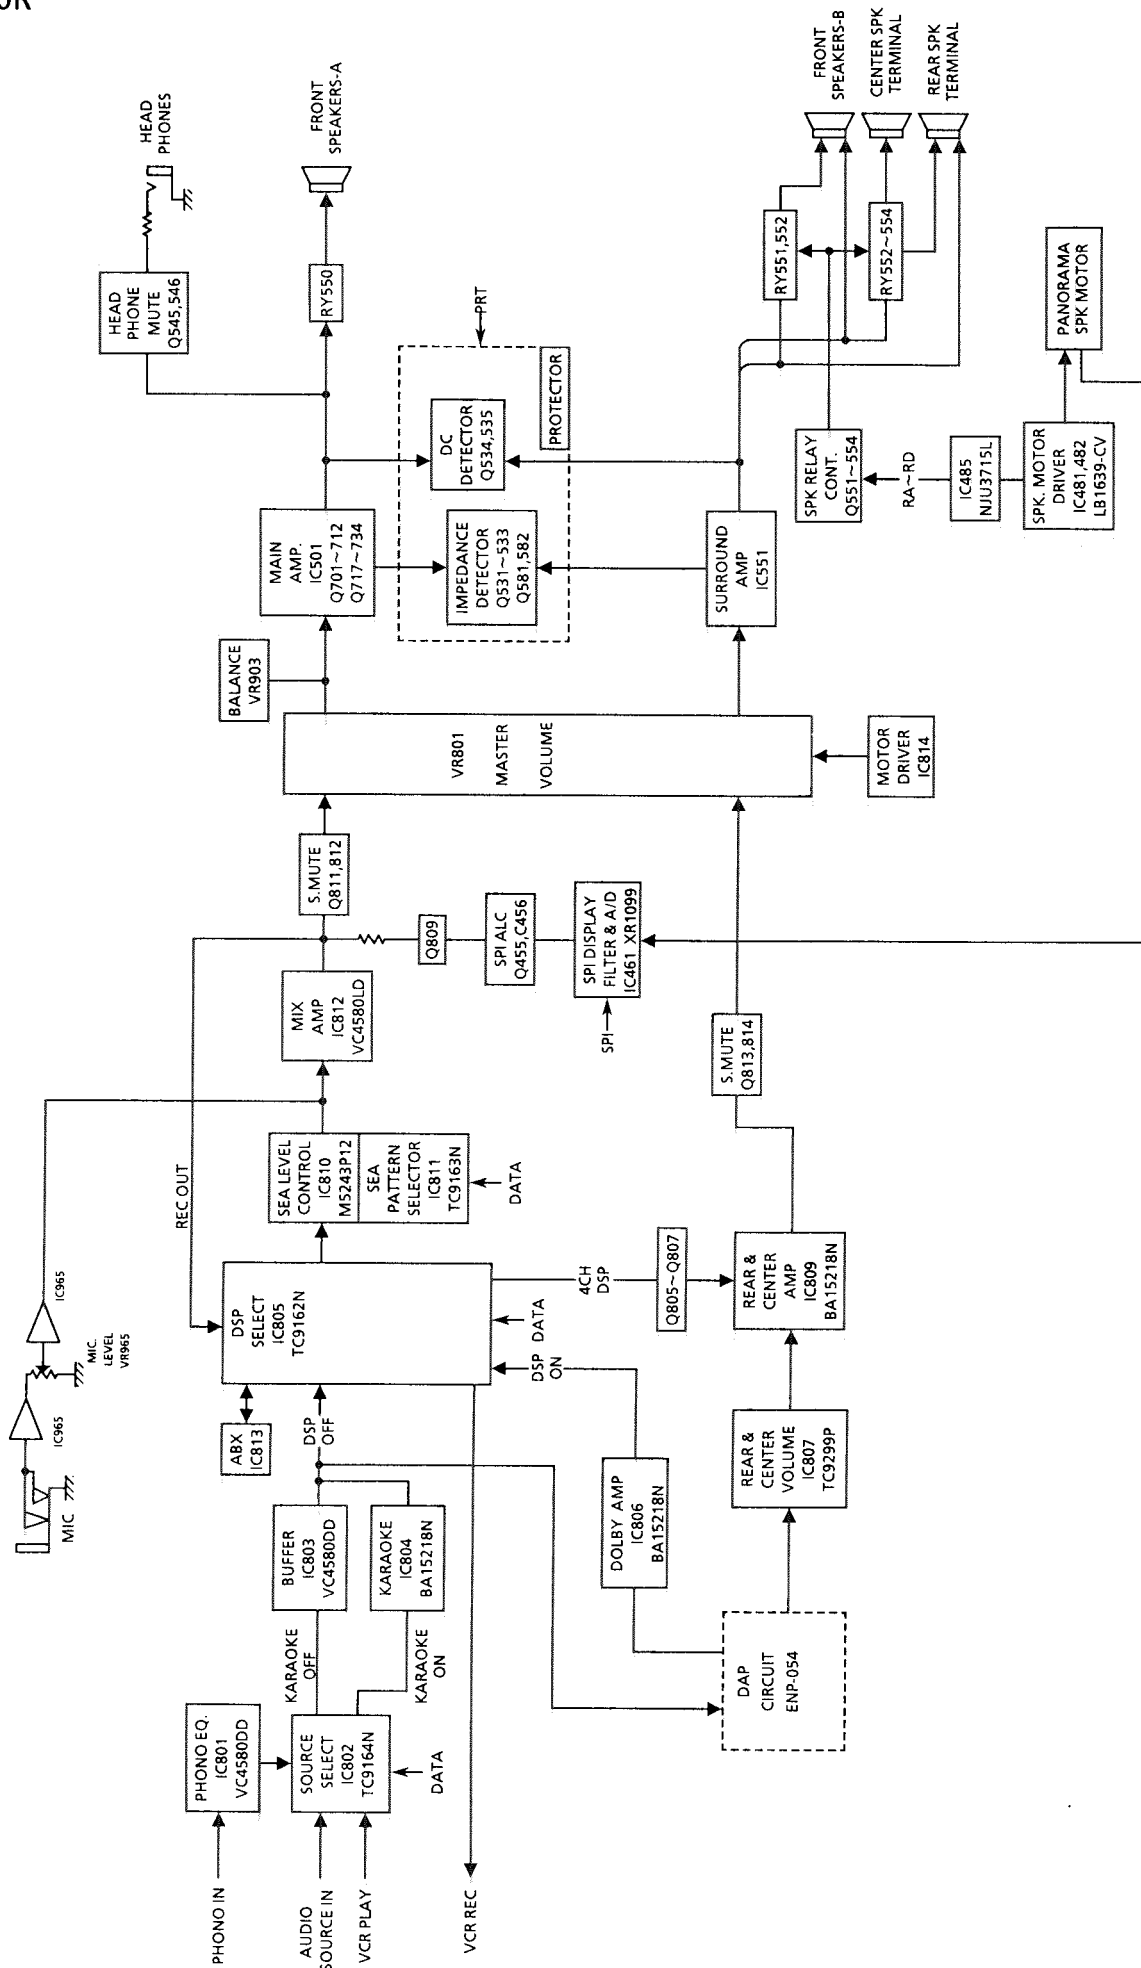 PHONO IN
AUDIO
SOURCE IN
VCR PLAY
VCR REC
PHONO EQ.
IC801
VC4580DD
SOURCE
SELECT
IC802
TC9164N
DATA
KARAOKE
OFF
KARAOKE
ON
BUFFER
IC803
VC4580DD
KARAOKE
IC804
BA15218N
MIC
IC965
MIC.
LEVEL
VR965
IC965
ABX
IC813
DSP
OFF
DSP
SELECT
IC805
TC9162N
DSP
ON
DATA
4CH
DSP
REC OUT
DAP
CIRCUIT
ENP-054
DOLBY AMP
IC806
BA15218N
REAR &
CENTER
VOLUME
IC807
TC9299P
Q805~Q807
REAR &
CENTER
AMP
IC809
BA15218N
SEA LEVEL
CONTROL
IC810
M5243P12
SEA
PATTERN
SELECTOR
IC811
TC9163N
DATA
MIX
AMP
IC812
VC4580LD
SPI
S.MUTE
Q813,814
Q809
SPI ALC
Q455,C456
SPI DISPLAY
FILTER & A/D
IC461 XR1099
S.MUTE
Q811,812
VR801
MASTER
VOLUME
MOTOR
DRIVER
IC814
BALANCE
VR903
MAIN
AMP.
IC501
Q701~712
Q717~734
IMPEDANCE
DETECTOR
Q531~533
Q581,582
SURROUND
AMP
IC551
DC
DETECTOR
Q534,535
PROTECTOR
PRT
SPK RELAY
CONT.
Q551~554
RA~RD
IC485
NJU3715L
SPK. MOTOR
DRIVER
IC481,482
LB1639-CV
HEAD
PHONE
MUTE
Q545,546
RY550
RY551,552
RY552~554
PANORAMA
SPK MOTOR
HEAD
PHONES
FRONT
SPEAKERS-A
FRONT
SPEAKERS-B
CENTER SPK
TERMINAL
REAR SPK
TERMINAL